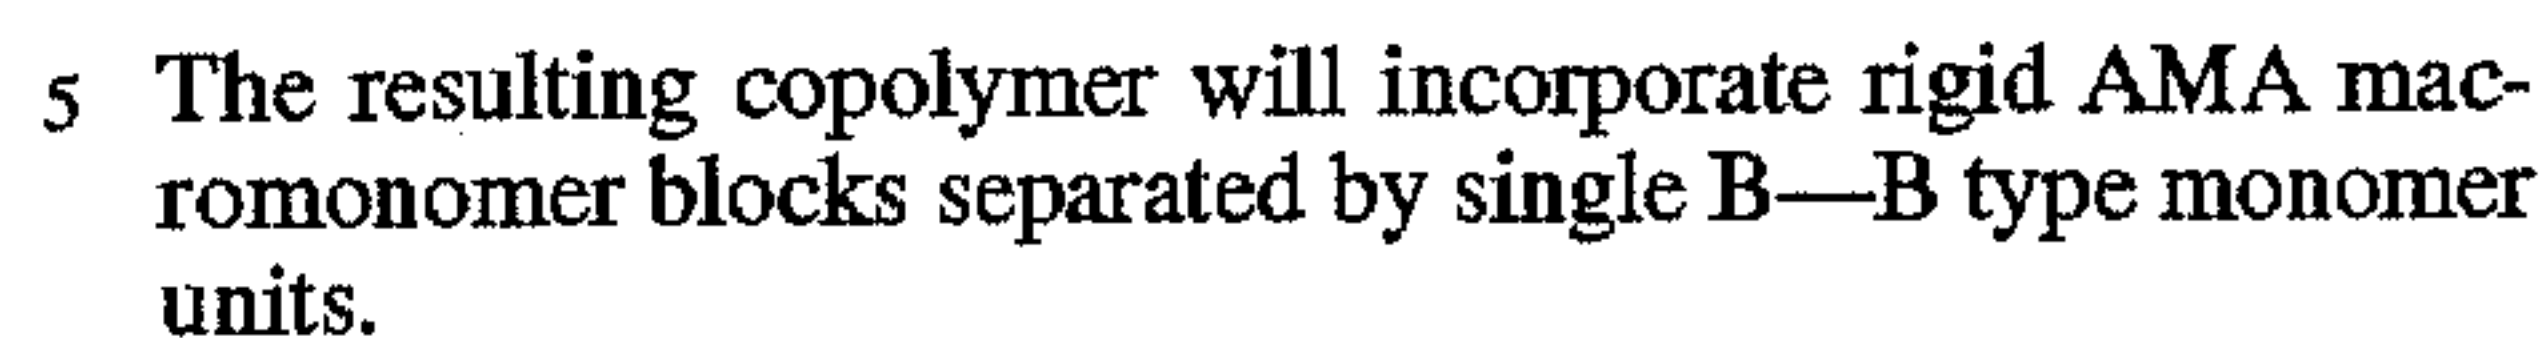 5 The resulting copolymer will incorporate rigid AMA mac-
romonomer blocks separated by single B—B type monomer
units.